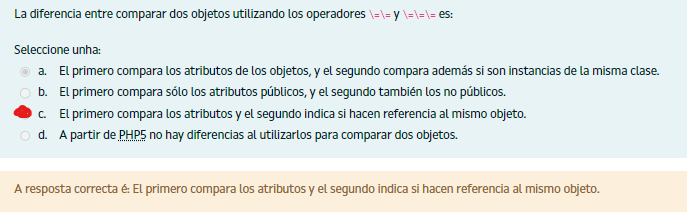 La diferencia entre comparar dos objetos utilizando los operadores \=\= y \=\=\= es:
Seleccione unha:
a. El primero compara los atributos de los objetos, y el segundo compara además si son instancias de la misma clase.
b. El primero compara sólo los atributos públicos, y el segundo también los no públicos.
c. El primero compara los atributos y el segundo indica si hacen referencia al mismo objeto.
d. A partir de PHP5 no hay diferencias al utilizarlos para comparar dos objetos.
A resposta correcta é: El primero compara los atributos y el segundo indica si hacen referencia al mismo objeto.